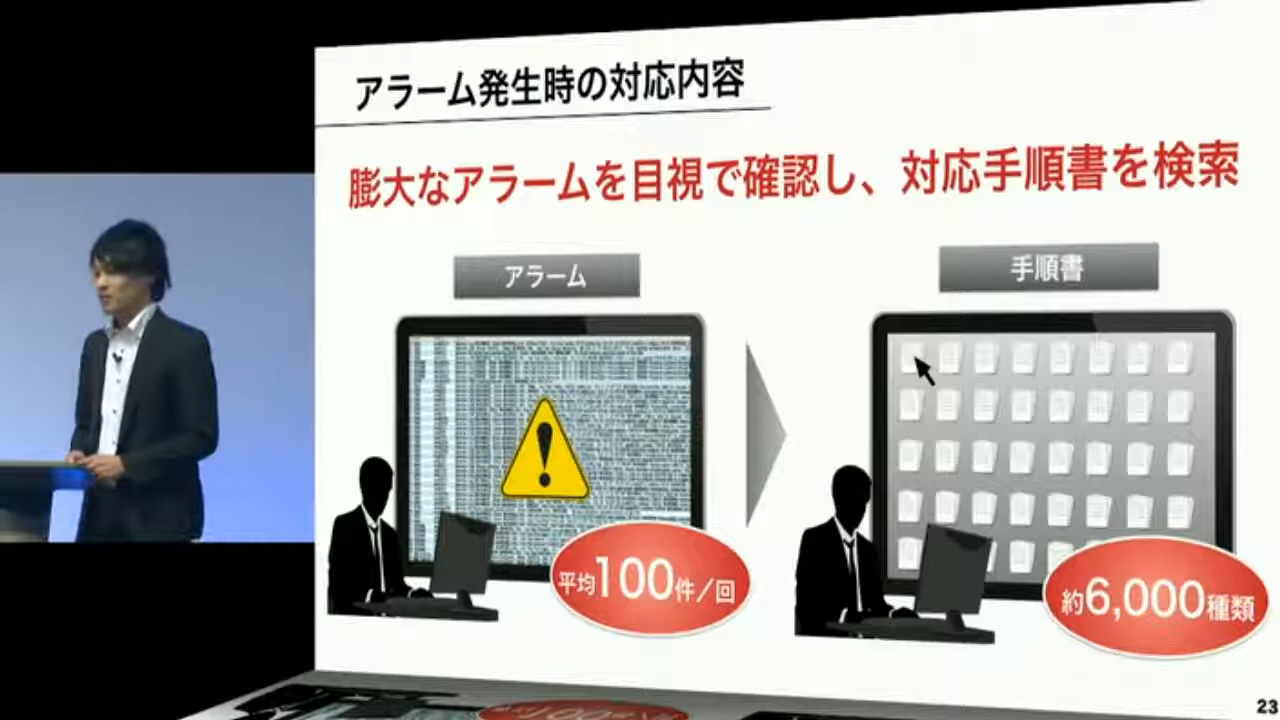 アラーム発生時の対応内容
膨大なアラームを目視で確認し、対応手順書を検索
アラーム
手順書
平均100件/回
約6,000種類
23